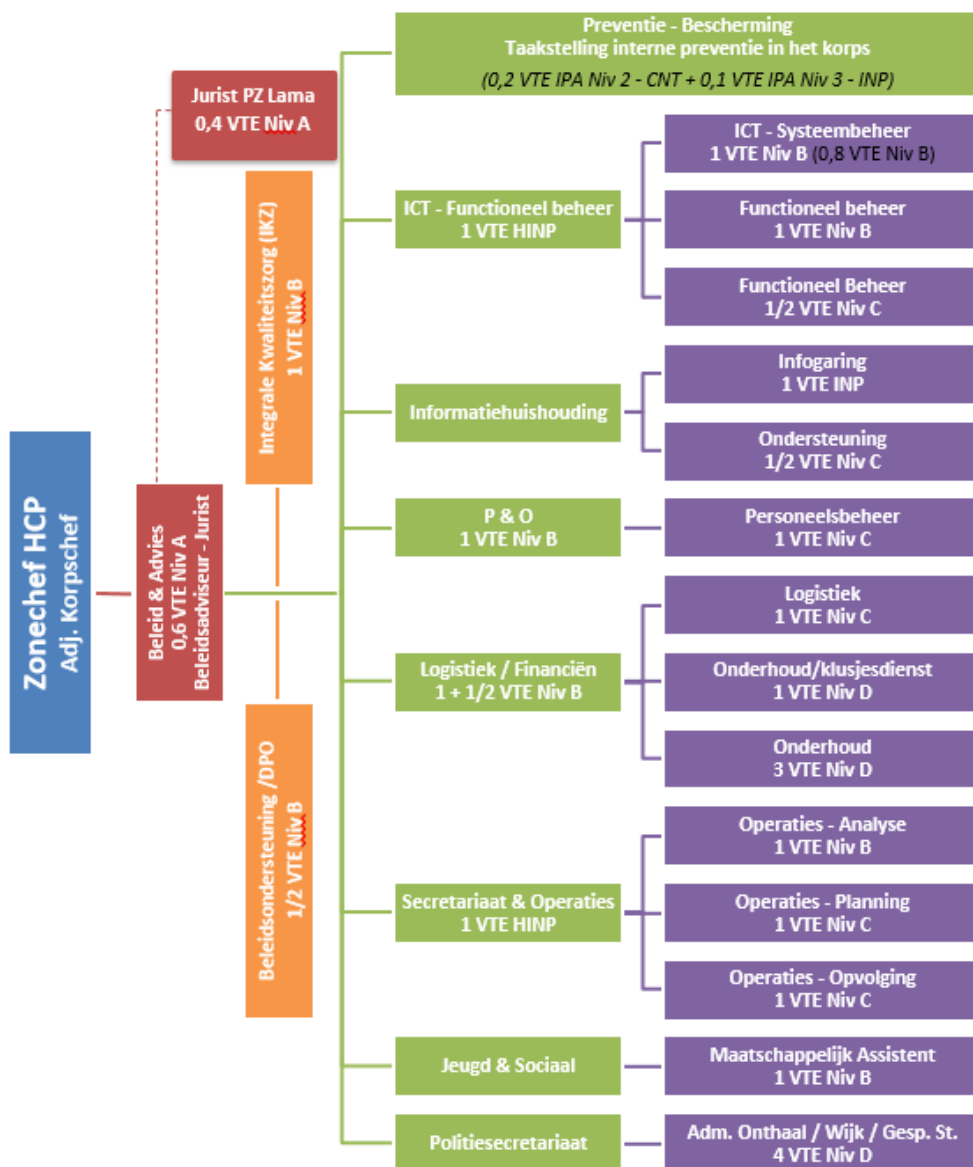 Preventie - Bescherming
Taakstelling interne preventie in het korps
(0,2 VTE IPA Niv 2 - CNT + 0,1 VTE IPA Niv 3 - INP)
Jurist PZ Lama
0,4 VTE Niv A
ICT - Systeembeheer
1 VTE Niv B (0,8 VTE Niv B)
ICT - Functioneel beheer
1 VTE HINP
Functioneel beheer
1 VTE Niv B
Functioneel Beheer
1/2 VTE Niv C
Integrale Kwaliteitszorg (IKZ)
1 VTE Niv B
Infogaring
1 VTE INP
Informatiehuishouding
Ondersteuning
1/2 VTE Niv C
Zonechef HCP
Adj. Korpschef
Beleid & Advies
0,6 VTE Niv A
Beleidsadviseur - Jurist
P & O
1 VTE Niv B
Personeelsbeheer
1 VTE Niv C
Logistiek
1 VTE Niv C
Logistiek / Financiën
1 + 1/2 VTE Niv B
Onderhoud/klusjesdienst
1 VTE Niv D
Onderhoud
3 VTE Niv D
Beleidsondersteuning /DPO
1/2 VTE Niv B
Operaties - Analyse
1 VTE Niv B
Secretariaat & Operaties
1 VTE HINP
Operaties - Planning
1 VTE Niv C
Operaties - Opvolging
1 VTE Niv C
Jeugd & Sociaal
Maatschappelijk Assistent
1 VTE Niv B
Politiesecretariaat
Adm. Onthaal / Wijk / Gesp. St.
4 VTE Niv D